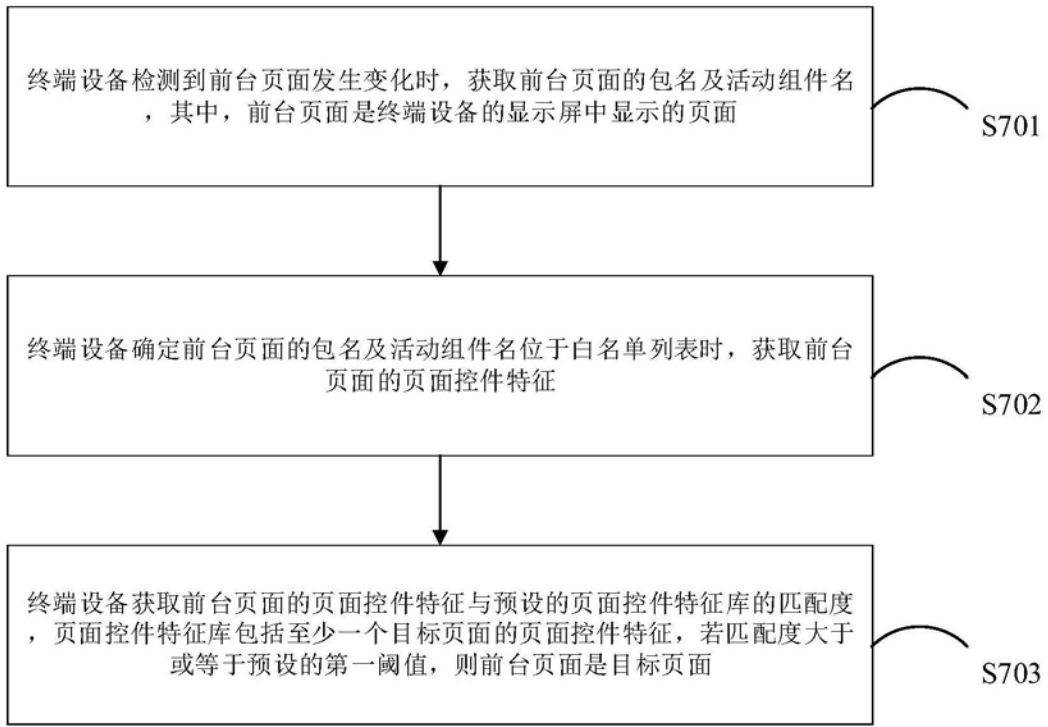 终端设备检测到前台页面发生变化时，获取前台页面的包名及活动组件名
，其中，前台页面是终端设备的显示屏中显示的页面
S701
终端设备确定前台页面的包名及活动组件名位于白名单列表时，获取前台
页面的页面控件特征
S702
终端设备获取前台页面的页面控件特征与预设的页面控件特征库的匹配度
，页面控件特征库包括至少一个目标页面的页面控件特征，若匹配度大于
或等于预设的第一阈值，则前台页面是目标页面
S703